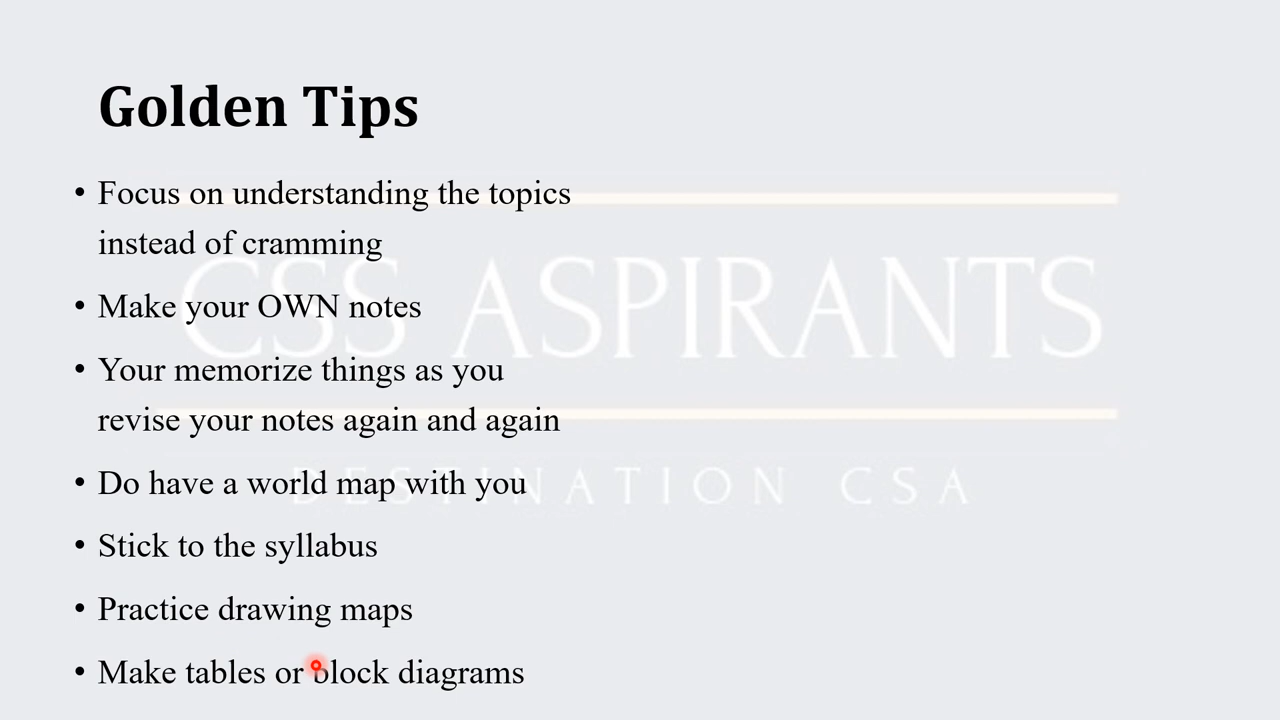 Golden Tips
• Focus on understanding the topics
instead of cramming
CSS ASPIRANTS
• Make your OWN notes
• Your memorize things as you
revise your notes again and again
• Do have a world map with you
DESTINATION CSA
• Stick to the syllabus
• Practice drawing maps
• Make tables or block diagrams